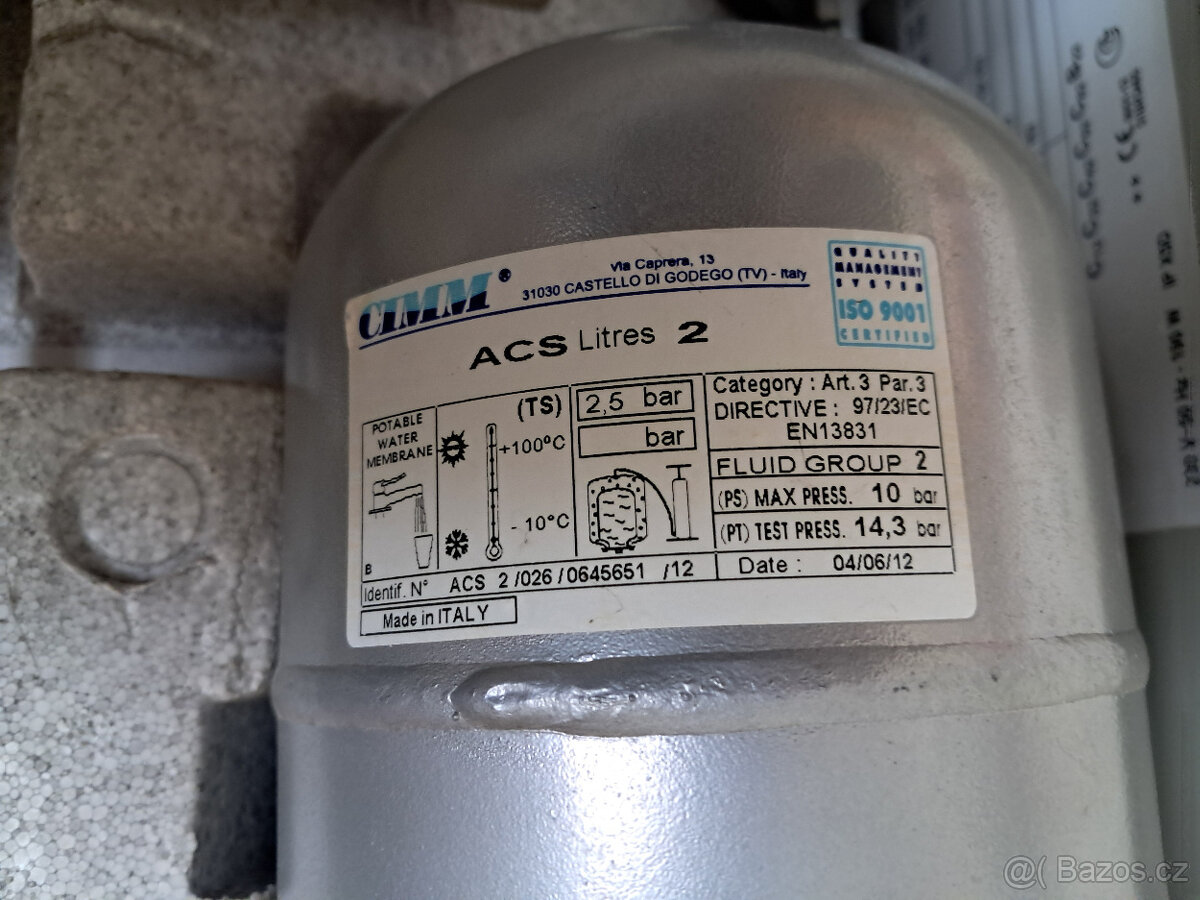 CIMM ®
Via Caprera, 13
31030 CASTELLO DI GODEGO (TV) - Italy
QUALITY
MANAGEMENT
SYSTEM
ISO 9001
CERTIFIED
ACS Litres 2
POTABLE
WATER
MEMBRANE
B
(TS)
+100°C
- 10°C
2,5 bar
bar
Category : Art.3 Par.3
DIRECTIVE : 97/23/EC
EN13831
FLUID GROUP 2
(PS) MAX PRESS. 10 bar
(PT) TEST PRESS. 14,3 bar
Identif. N° ACS 2 /026 / 0645651 /12
Date : 04/06/12
Made in ITALY
@( Bazos.cz